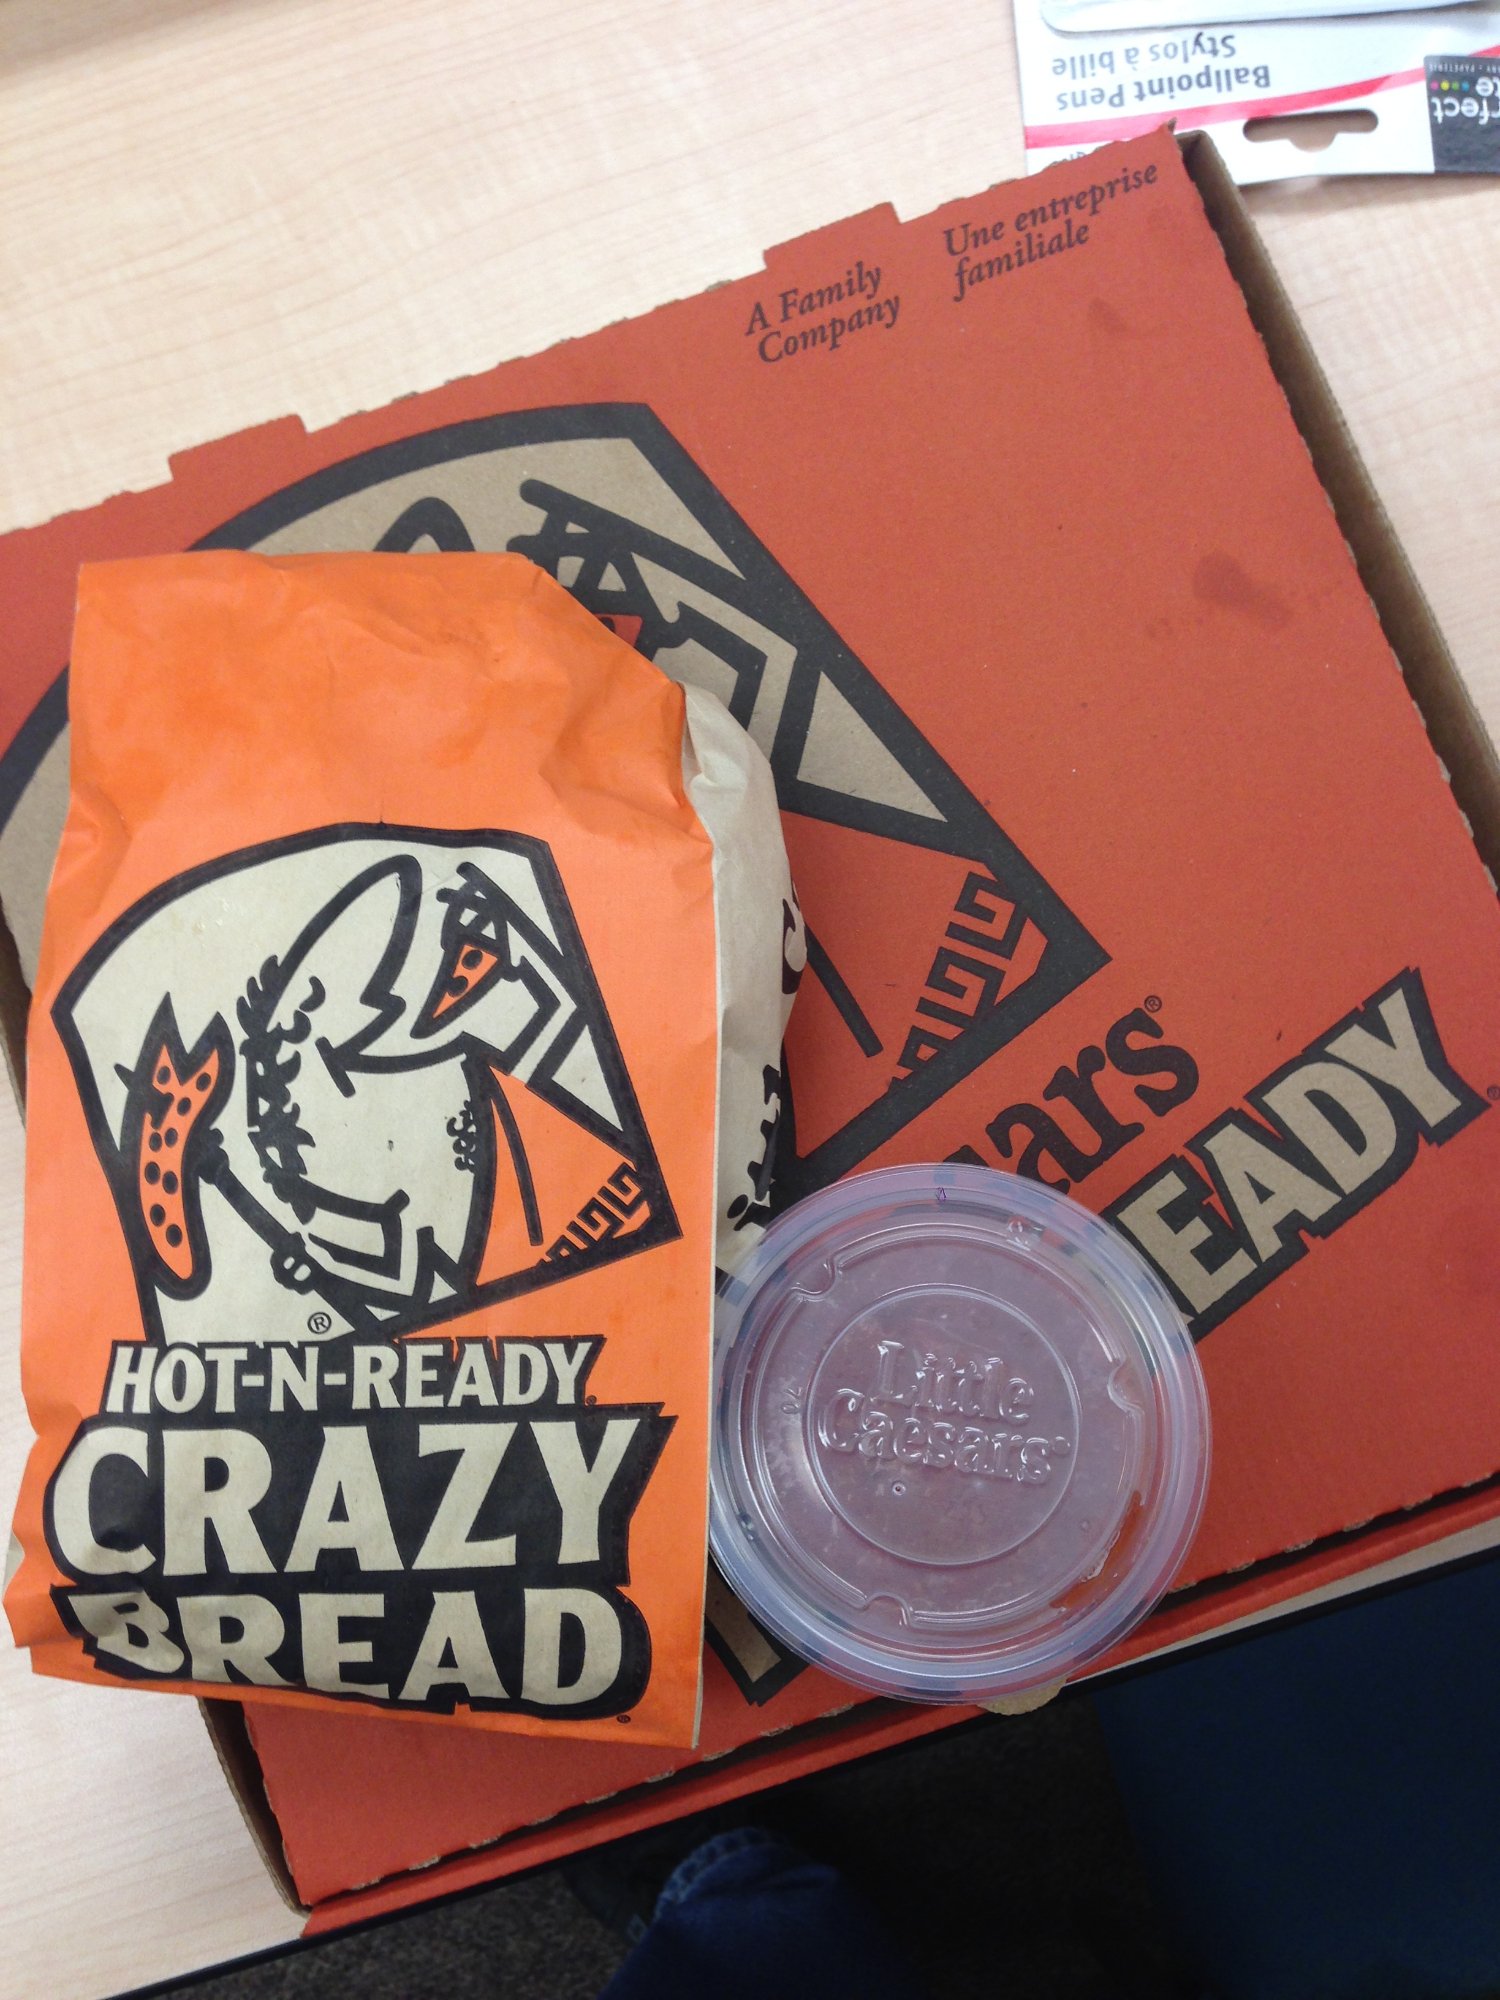 Ballpoint Pens
Stylos à bille
A Family
Company
Une entreprise
familiale
HOT-N-READY
CRAZY
BREAD
Little
Caesars